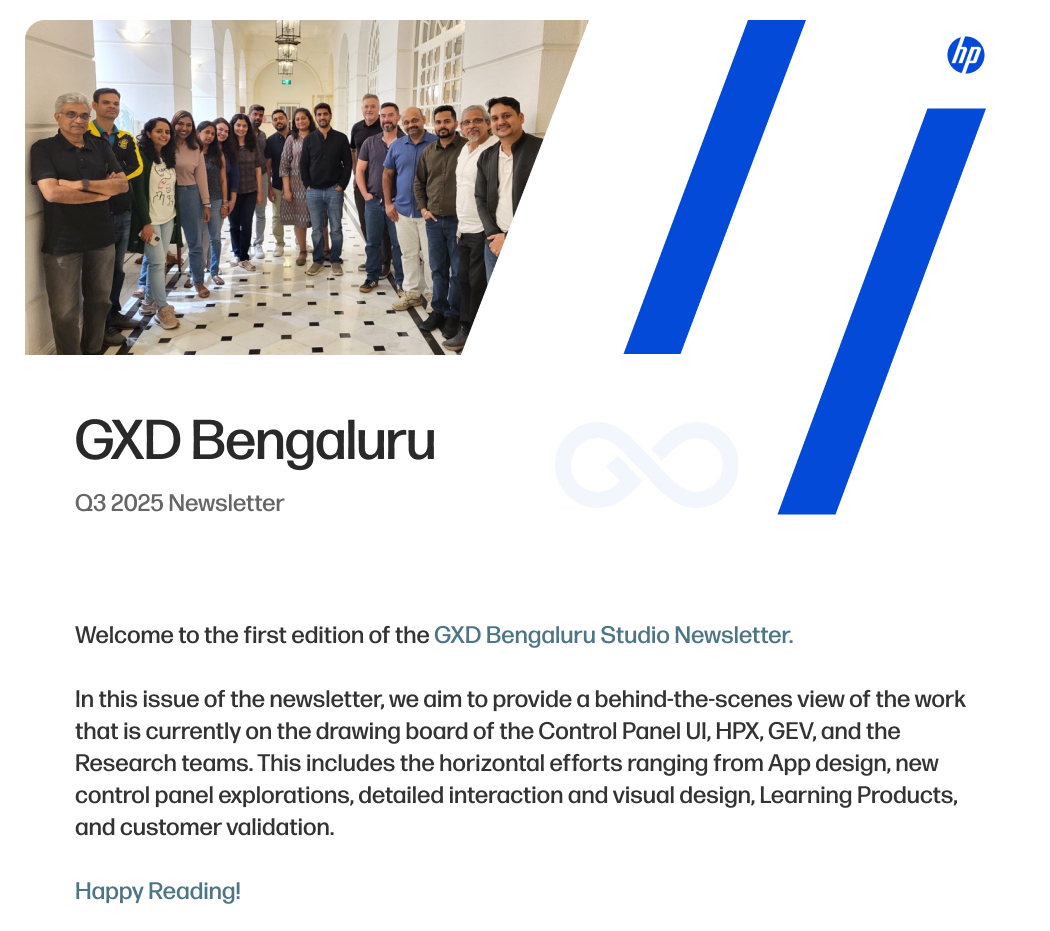 hp
GXD Bengaluru
Q3 2025 Newsletter
Welcome to the first edition of the GXD Bengaluru Studio Newsletter.
In this issue of the newsletter, we aim to provide a behind-the-scenes view of the work
that is currently on the drawing board of the Control Panel UI, HPX, GEV, and the
Research teams. This includes the horizontal efforts ranging from App design, new
control panel explorations, detailed interaction and visual design, Learning Products,
and customer validation.
Happy Reading!